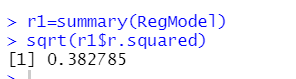 > r1=summary(RegModel)
> sqrt(r1$r.squared)
[1] 0.382785
>